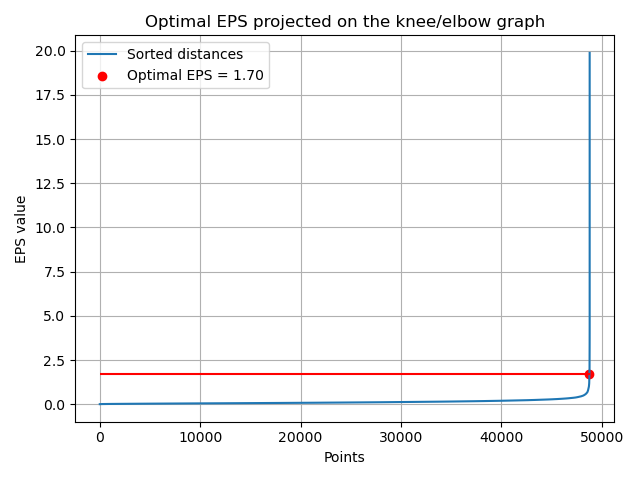 Optimal EPS projected on the knee/elbow graph
Sorted distances
Optimal EPS = 1.70
EPS value
20.0
17.5
15.0
12.5
10.0
7.5
5.0
2.5
0.0
0 10000 20000 30000 40000 50000
Points